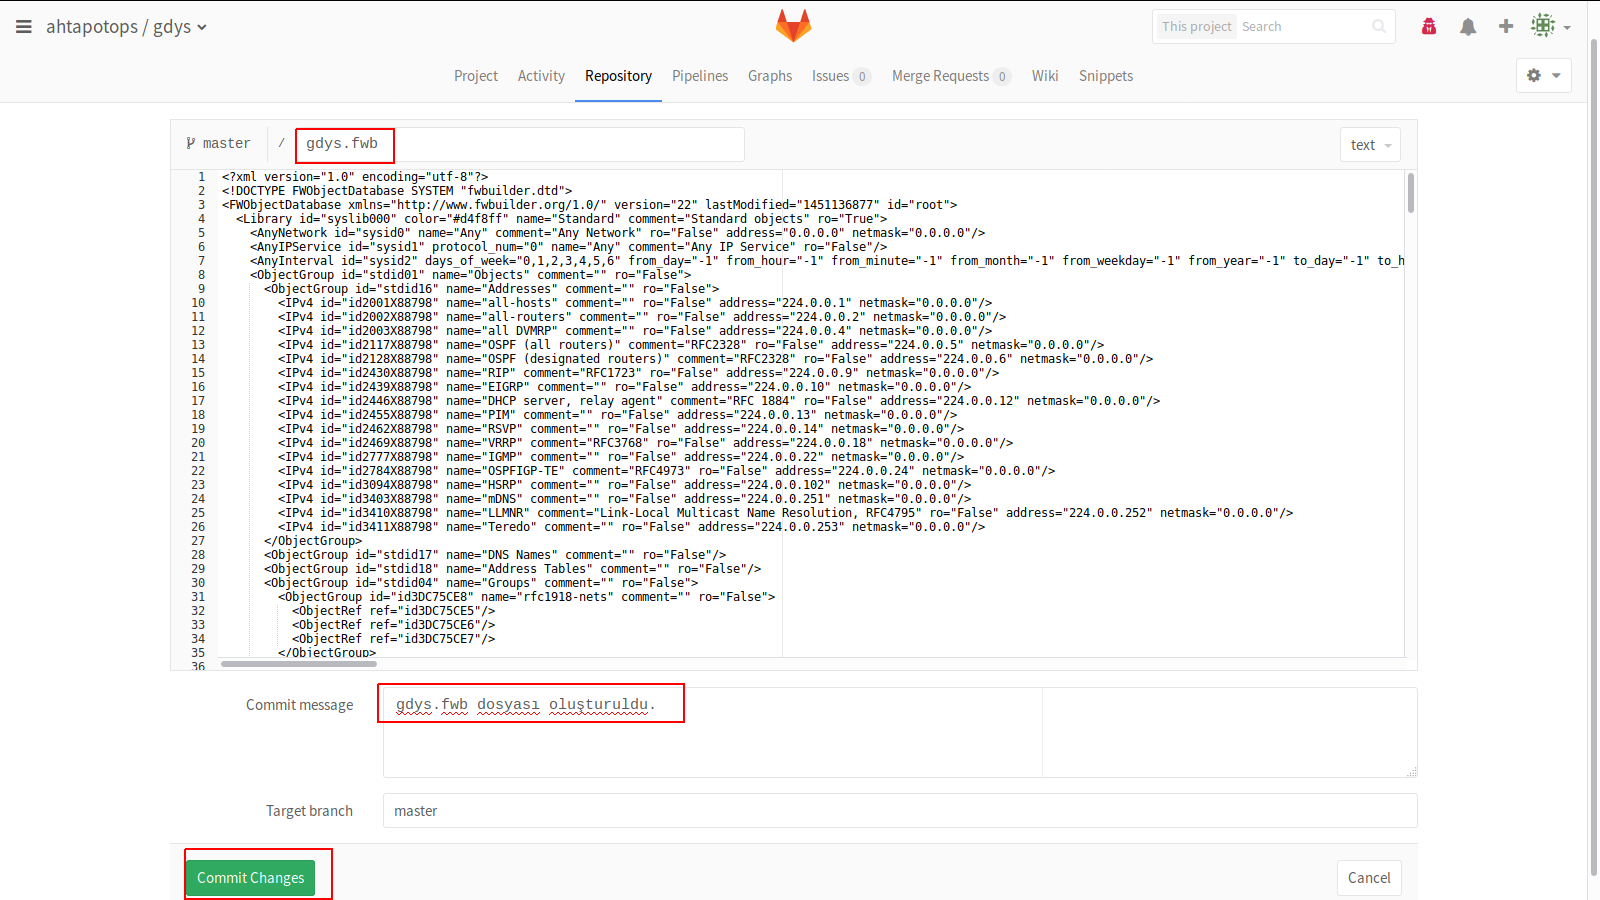 ahtapotops / gdys
This project Search
Project Activity Repository Pipelines Graphs Issues 0 Merge Requests 0 Wiki Snippets
master / gdys.fwb text
1 <?xml version="1.0" encoding="utf-8"?>
2 <!DOCTYPE FWObjectDatabase SYSTEM "fwbuilder.dtd">
3 <FWObjectDatabase xmlns="http://www.fwbuilder.org/1.0/" version="22" lastModified="1451136877" id="root">
4 <Library id="syslib000" color="#d4f8ff" name="Standard" comment="Standard objects" ro="True">
5 <AnyNetwork id="sysid0" name="Any" comment="Any Network" ro="False" address="0.0.0.0" netmask="0.0.0.0"/>
6 <AnyIPService id="sysid1" protocol_num="0" name="Any" comment="Any IP Service" ro="False"/>
7 <AnyInterval id="sysid2" days_of_week="0,1,2,3,4,5,6" from_day="-1" from_hour="-1" from_minute="-1" from_month="-1" from_weekday="-1" from_year="-1" to_day="-1" to_h
8 <ObjectGroup id="stdid01" name="Objects" comment="" ro="False">
9 <ObjectGroup id="stdid16" name="Addresses" comment="" ro="False">
10 <IPv4 id="id2001X88798" name="all-hosts" comment="" ro="False" address="224.0.0.1" netmask="0.0.0.0"/>
11 <IPv4 id="id2002X88798" name="all-routers" comment="" ro="False" address="224.0.0.2" netmask="0.0.0.0"/>
12 <IPv4 id="id2003X88798" name="all DVMRP" comment="" ro="False" address="224.0.0.4" netmask="0.0.0.0"/>
13 <IPv4 id="id2117X88798" name="OSPF (all routers)" comment="RFC2328" ro="False" address="224.0.0.5" netmask="0.0.0.0"/>
14 <IPv4 id="id2128X88798" name="OSPF (designated routers)" comment="RFC2328" ro="False" address="224.0.0.6" netmask="0.0.0.0"/>
15 <IPv4 id="id2430X88798" name="RIP" comment="RFC1723" ro="False" address="224.0.0.9" netmask="0.0.0.0"/>
16 <IPv4 id="id2439X88798" name="EIGRP" comment="" ro="False" address="224.0.0.10" netmask="0.0.0.0"/>
17 <IPv4 id="id2446X88798" name="DHCP server, relay agent" comment="RFC 1884" ro="False" address="224.0.0.12" netmask="0.0.0.0"/>
18 <IPv4 id="id2455X88798" name="PIM" comment="" ro="False" address="224.0.0.13" netmask="0.0.0.0"/>
19 <IPv4 id="id2462X88798" name="RSVP" comment="" ro="False" address="224.0.0.14" netmask="0.0.0.0"/>
20 <IPv4 id="id2469X88798" name="VRRP" comment="RFC3768" ro="False" address="224.0.0.18" netmask="0.0.0.0"/>
21 <IPv4 id="id2777X88798" name="IGMP" comment="" ro="False" address="224.0.0.22" netmask="0.0.0.0"/>
22 <IPv4 id="id2784X88798" name="OSPFIGP-TE" comment="RFC4973" ro="False" address="224.0.0.24" netmask="0.0.0.0"/>
23 <IPv4 id="id3094X88798" name="HSRP" comment="" ro="False" address="224.0.0.102" netmask="0.0.0.0"/>
24 <IPv4 id="id3403X88798" name="mDNS" comment="" ro="False" address="224.0.0.251" netmask="0.0.0.0"/>
25 <IPv4 id="id3410X88798" name="LLMNR" comment="Link-Local Multicast Name Resolution, RFC4795" ro="False" address="224.0.0.252" netmask="0.0.0.0"/>
26 <IPv4 id="id3411X88798" name="Teredo" comment="" ro="False" address="224.0.0.253" netmask="0.0.0.0"/>
27 </ObjectGroup>
28 <ObjectGroup id="stdid17" name="DNS Names" comment="" ro="False"/>
29 <ObjectGroup id="stdid18" name="Address Tables" comment="" ro="False"/>
30 <ObjectGroup id="stdid04" name="Groups" comment="" ro="False">
31 <ObjectGroup id="id3DC75CE8" name="rfc1918-nets" comment="" ro="False">
32 <ObjectRef ref="id3DC75CE5"/>
33 <ObjectRef ref="id3DC75CE6"/>
34 <ObjectRef ref="id3DC75CE7"/>
35 </ObjectGroup>
36
Commit message gdys.fwb dosyası oluşturuldu.
Target branch master
Commit Changes Cancel